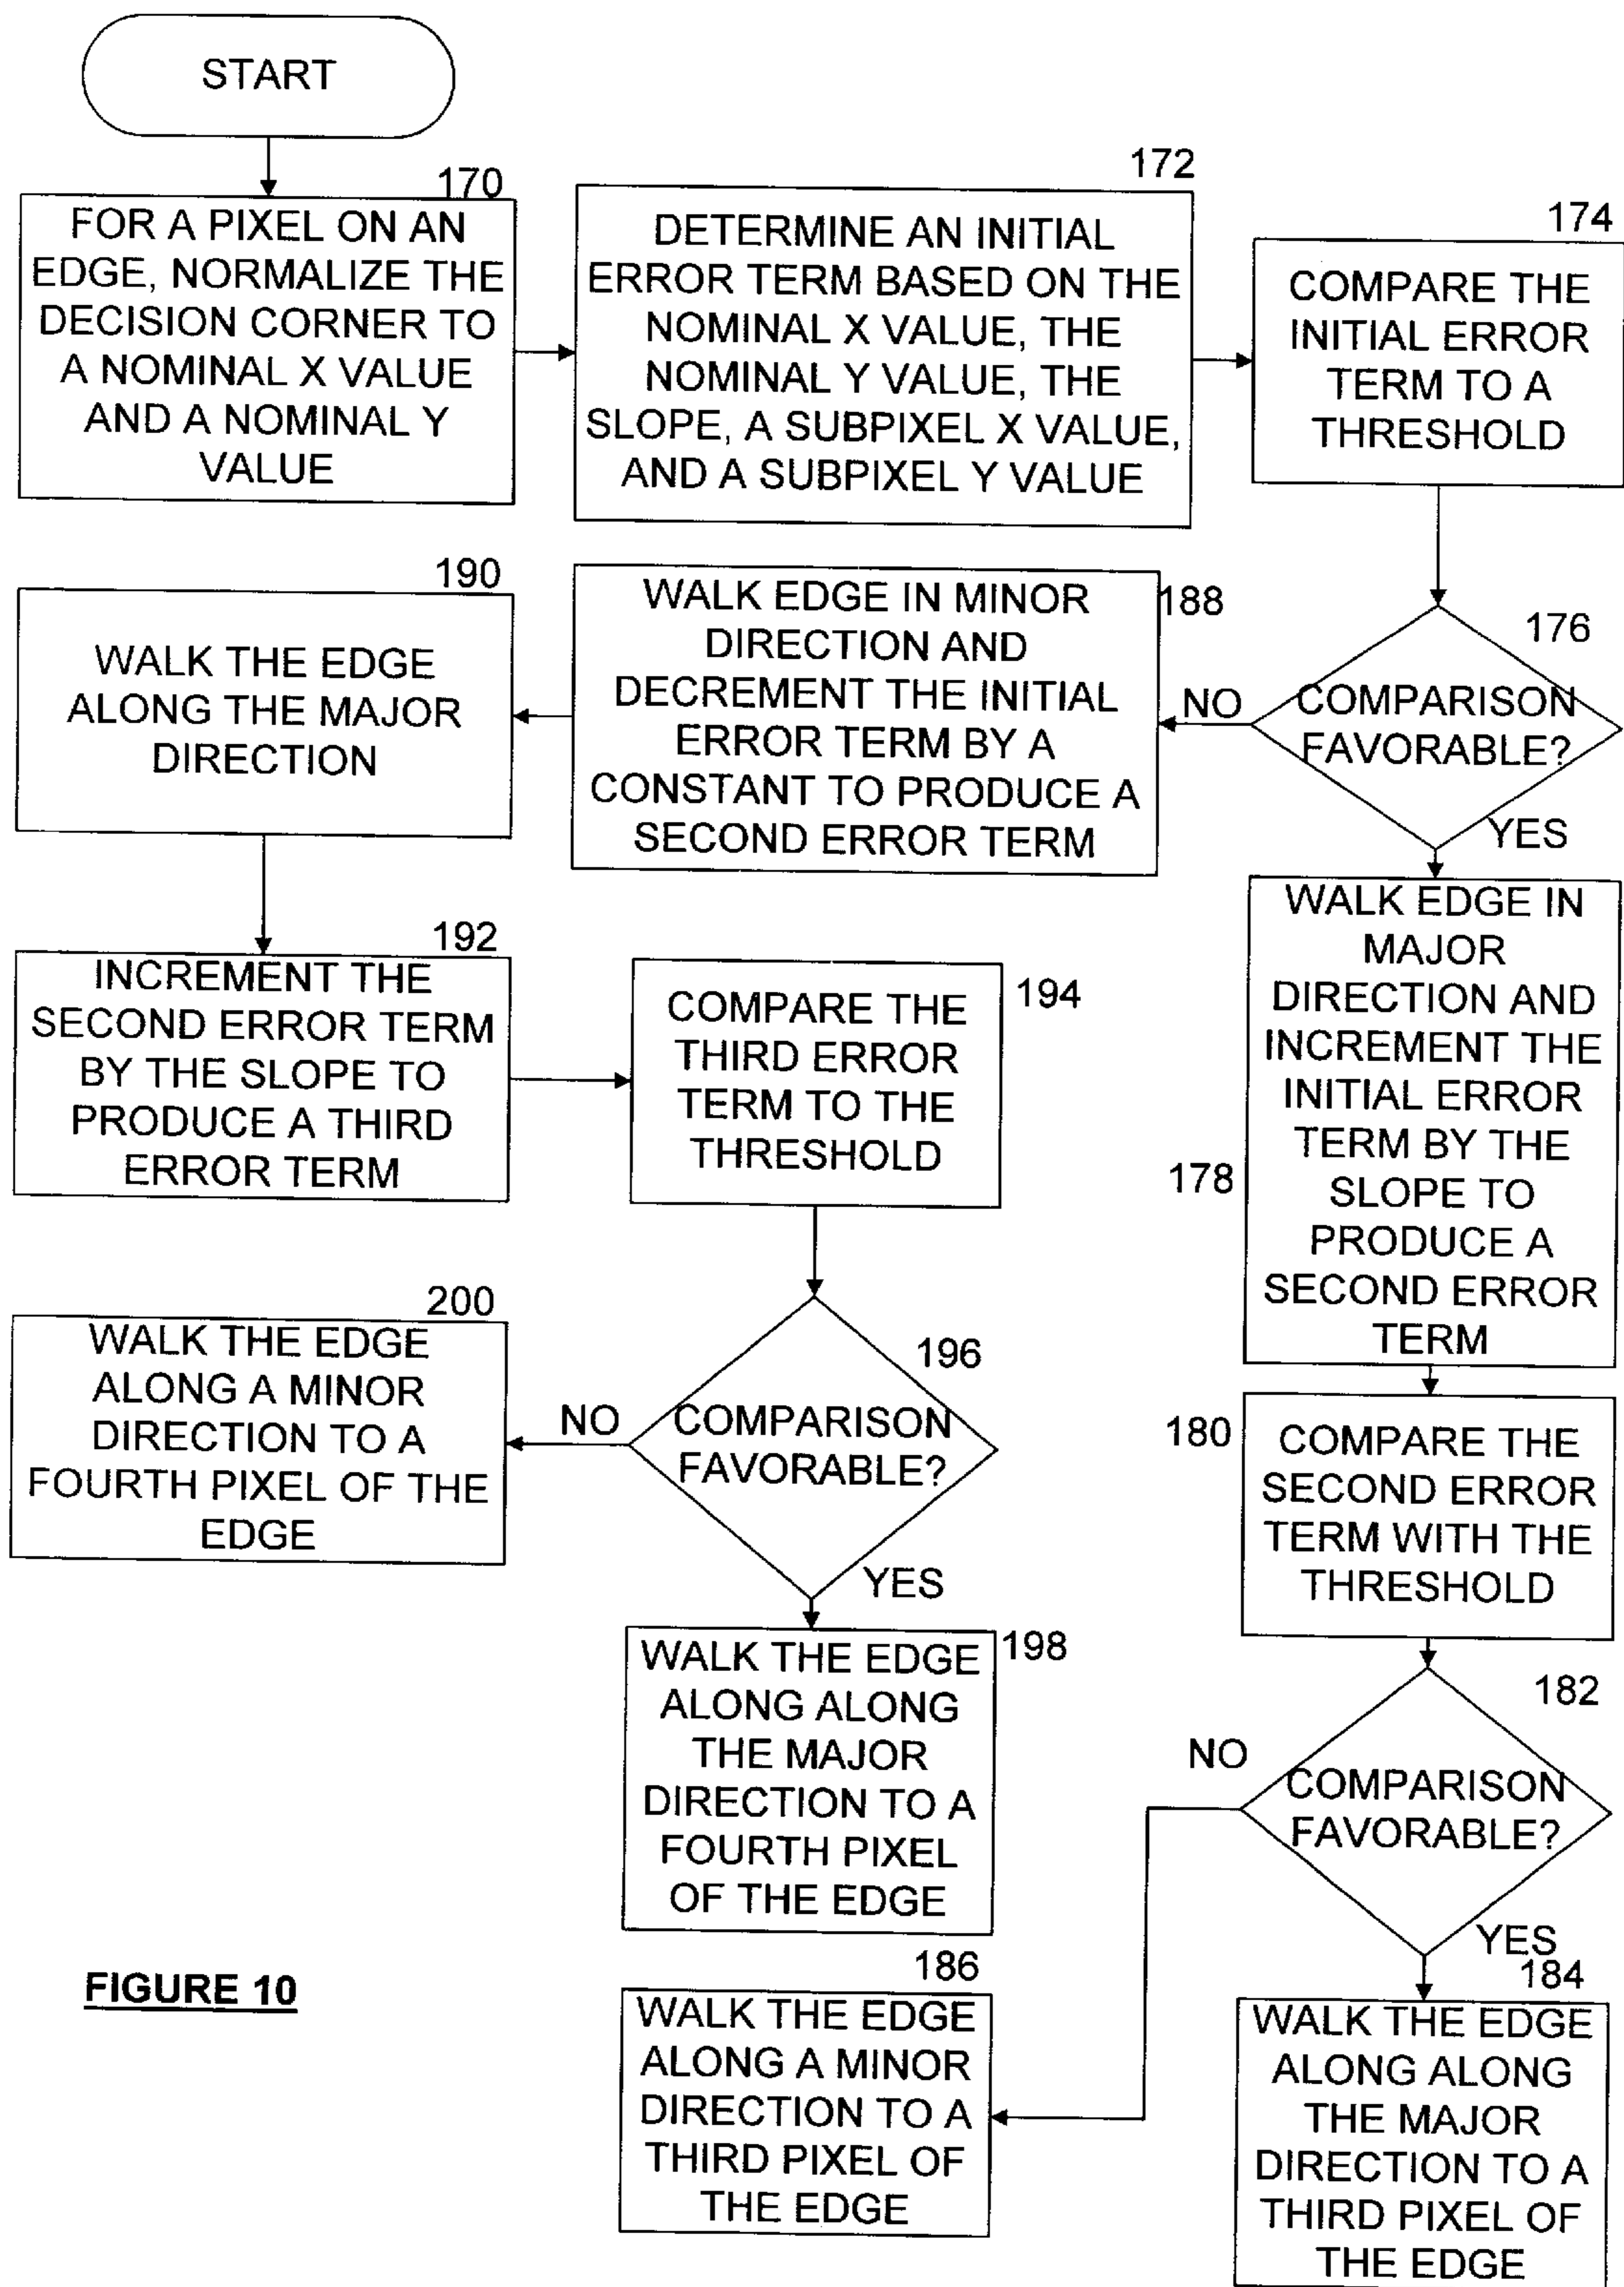 START
170
FOR A PIXEL ON AN
EDGE, NORMALIZE THE
DECISION CORNER TO
A NOMINAL X VALUE
AND A NOMINAL Y
VALUE
172
DETERMINE AN INITIAL
ERROR TERM BASED ON THE
NOMINAL X VALUE, THE
NOMINAL Y VALUE, THE
SLOPE, A SUBPIXEL X VALUE,
AND A SUBPIXEL Y VALUE
174
COMPARE THE
INITIAL ERROR
TERM TO A
THRESHOLD
176
COMPARISON
FAVORABLE?
NO
YES
188
WALK EDGE IN MINOR
DIRECTION AND
DECREMENT THE INITIAL
ERROR TERM BY A
CONSTANT TO PRODUCE A
SECOND ERROR TERM
190
WALK THE EDGE
ALONG THE MAJOR
DIRECTION
192
INCREMENT THE
SECOND ERROR TERM
BY THE SLOPE TO
PRODUCE A THIRD
ERROR TERM
194
COMPARE THE
THIRD ERROR
TERM TO THE
THRESHOLD
196
COMPARISON
FAVORABLE?
NO
YES
200
WALK THE EDGE
ALONG A MINOR
DIRECTION TO A
FOURTH PIXEL OF THE
EDGE
198
WALK THE EDGE
ALONG ALONG
THE MAJOR
DIRECTION TO A
FOURTH PIXEL
OF THE EDGE
178
WALK EDGE IN
MAJOR
DIRECTION AND
INCREMENT THE
INITIAL ERROR
TERM BY THE
SLOPE TO
PRODUCE A
SECOND ERROR
TERM
180
COMPARE THE
SECOND ERROR
TERM WITH THE
THRESHOLD
182
COMPARISON
FAVORABLE?
NO
YES
186
WALK THE EDGE
ALONG A MINOR
DIRECTION TO A
THIRD PIXEL OF
THE EDGE
184
WALK THE EDGE
ALONG ALONG
THE MAJOR
DIRECTION TO A
THIRD PIXEL OF
THE EDGE
FIGURE 10